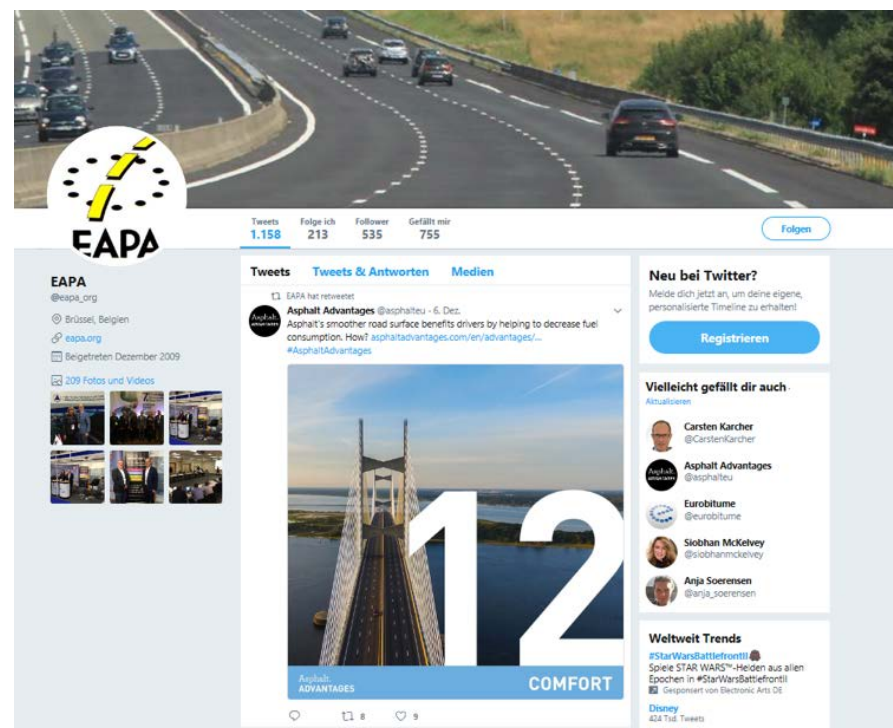 EAPA
Tweets Folge ich Follower Gefällt mir
1.158 213 535 755
Folgen
EAPA
@eapa_org
Brüssel, Belgien
eapa.org
Beigetreten Dezember 2009
209 Fotos und Videos
Tweets Tweets & Antworten Medien
EAPA hat retweetet
Asphalt Advantages @asphalteu - 6. Dez.
Asphalt's smoother road surface benefits drivers by helping to decrease fuel
consumption. How? asphaltadvantages.com/en/advantages/...
#AsphaltAdvantages
12
Asphalt.
ADVANTAGES
COMFORT
8 9
Neu bei Twitter?
Melde dich jetzt an, um deine eigene,
personalisierte Timeline zu erhalten!
Registrieren
Vielleicht gefällt dir auch ·
Aktualisieren
Carsten Karcher
@CarstenKarcher
Asphalt Advantages
@asphalteu
Eurobitume
@eurobitume
Siobhan McKelvey
@siobhanmckelvey
Anja Soerensen
@anja_soerensen
Weltweit Trends
#StarWarsBattlefrontII
Spiele STAR WARS™-Helden aus allen
Epochen in #StarWarsBattlefrontII
Gesponsert von Electronic Arts DE
Disney
424 Tsd. Tweets